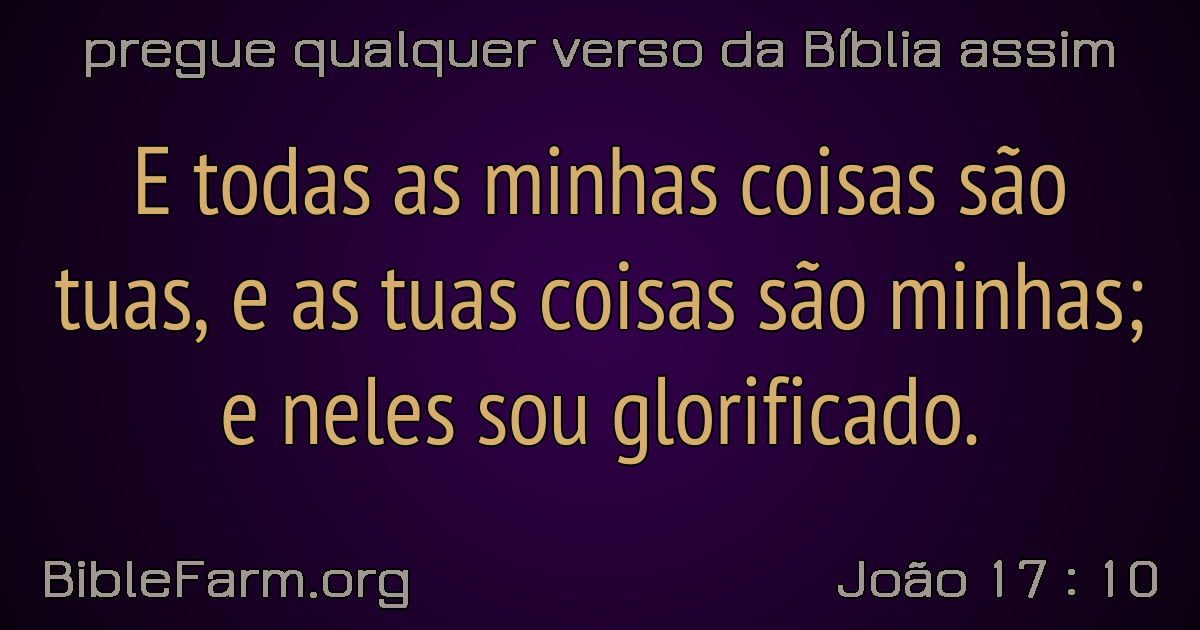 pregue qualquer verso da Bíblia assim
E todas as minhas coisas são
tuas, e as tuas coisas são minhas;
e neles sou glorificado.
BibleFarm.org
João 17 : 10